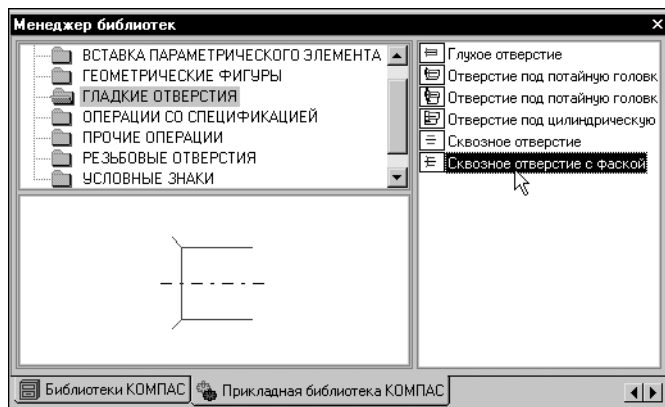 Менеджер библиотек
ВСТАВКА ПАРАМЕТРИЧЕСКОГО ЭЛЕМЕНТА
ГЕОМЕТРИЧЕСКИЕ ФИГУРЫ
ГЛАДКИЕ ОТВЕРСТИЯ
ОПЕРАЦИИ СО СПЕЦИФИКАЦИЕЙ
ПРОЧИЕ ОПЕРАЦИИ
РЕЗЬБОВЫЕ ОТВЕРСТИЯ
УСЛОВНЫЕ ЗНАКИ
Глухое отверстие
Отверстие под потайную головк
Отверстие под потайную головк
Отверстие под цилиндрическую
Сквозное отверстие
Сквозное отверстие с фаской
Библиотеки КОМПАС
Прикладная библиотека КОМПАС